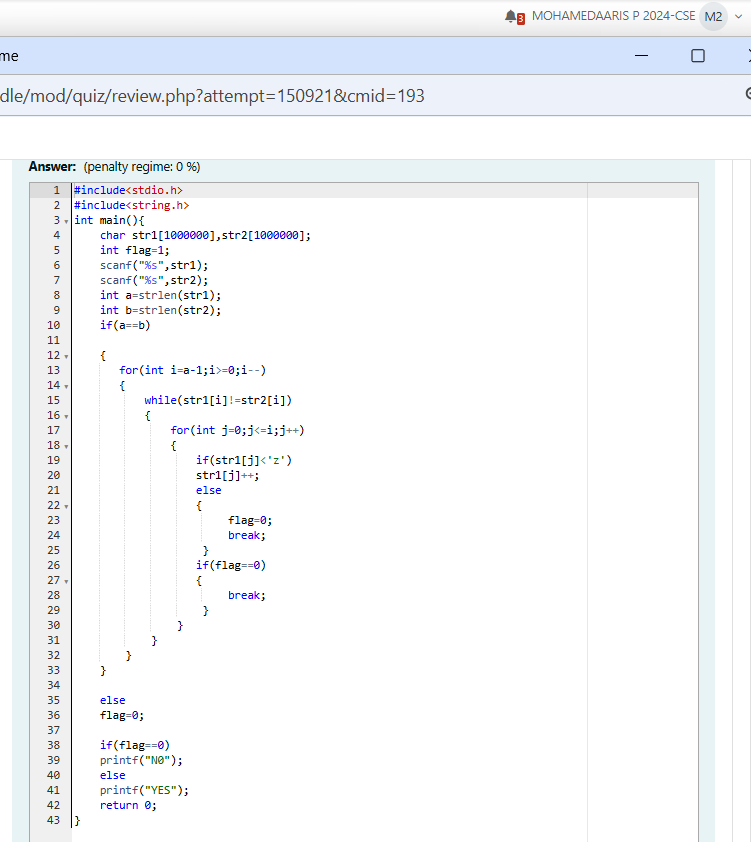 3 MOHAMEDAARIS P 2024-CSE M2
me
dle/mod/quiz/review.php?attempt=150921&cmid=193
Answer: (penalty regime: 0 %)
1 #include<stdio.h>
2 #include<string.h>
3 int main(){
4 char str1[1000000],str2[1000000];
5 int flag=1;
6 scanf("%s",str1);
7 scanf("%s",str2);
8 int a=strlen(str1);
9 int b=strlen(str2);
10 if(a==b)
11
12 {
13 for(int i=a-1;i>=0;i--)
14 {
15 while(str1[i]!=str2[i])
16 {
17 for(int j=0;j<=i;j++)
18 {
19 if(str1[j]<'z')
20 str1[j]++;
21 else
22 {
23 flag=0;
24 break;
25 }
26 if(flag==0)
27 {
28 break;
29 }
30 }
31 }
32 }
33 }
34
35 else
36 flag=0;
37
38 if(flag==0)
39 printf("N0");
40 else
41 printf("YES");
42 return 0;
43 }